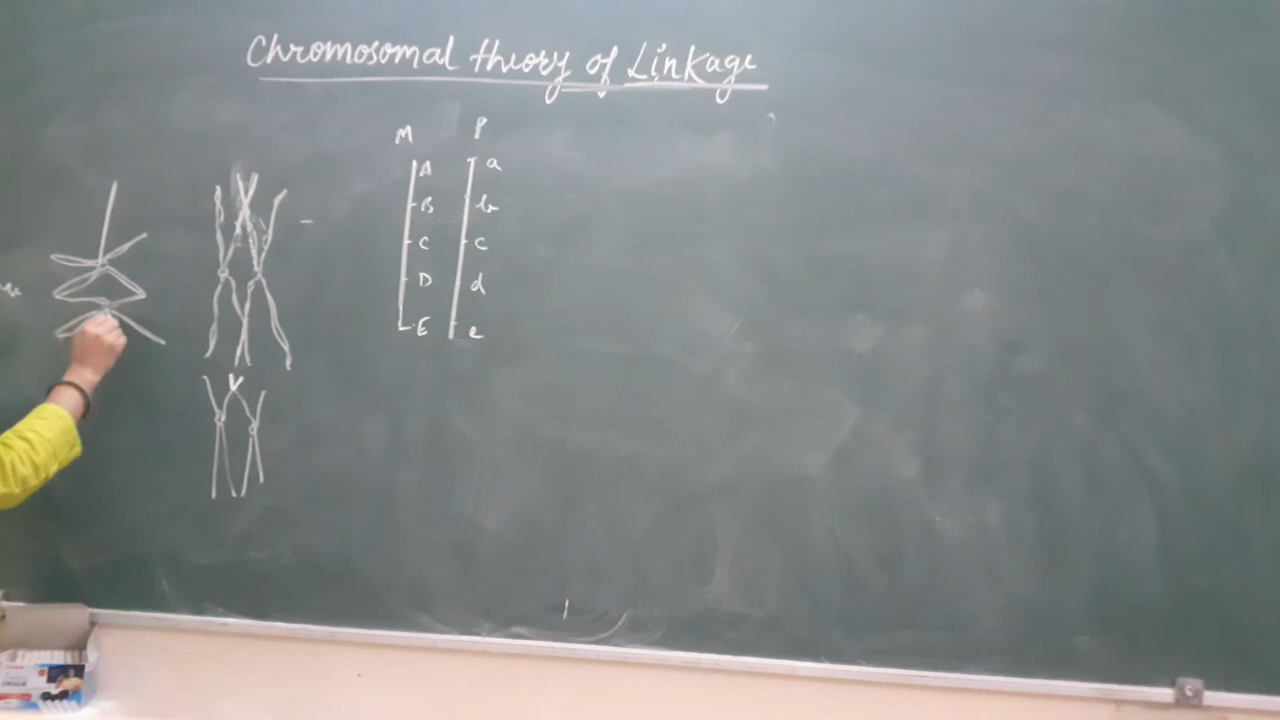 Chromosomal theory of Linkage
M P
A a
B b
C c
D d
E e